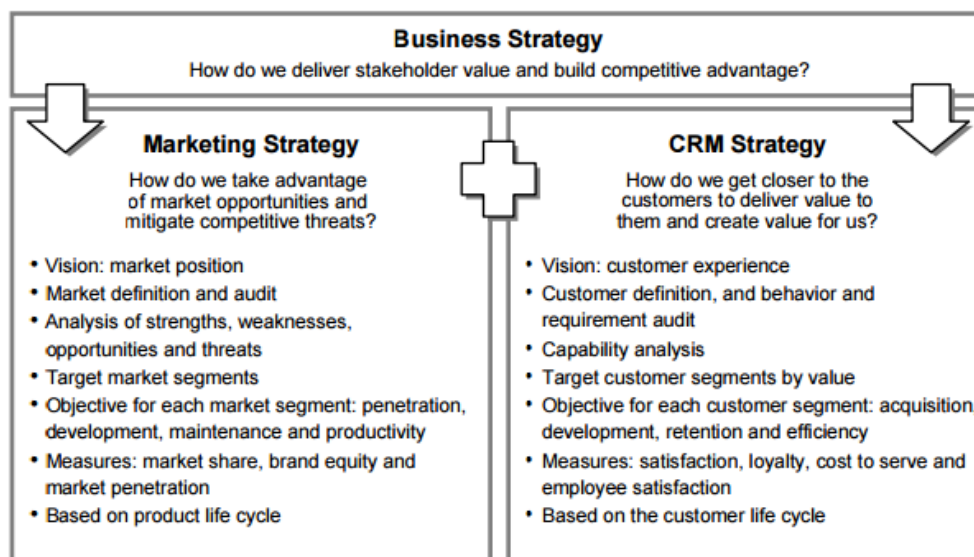 Business Strategy
How do we deliver stakeholder value and build competitive advantage?
Marketing Strategy
How do we take advantage
of market opportunities and
mitigate competitive threats?
• Vision: market position
• Market definition and audit
• Analysis of strengths, weaknesses,
opportunities and threats
• Target market segments
• Objective for each market segment: penetration,
development, maintenance and productivity
• Measures: market share, brand equity and
market penetration
• Based on product life cycle
CRM Strategy
How do we get closer to the
customers to deliver value to
them and create value for us?
• Vision: customer experience
• Customer definition, and behavior and
requirement audit
• Capability analysis
• Target customer segments by value
• Objective for each customer segment: acquisition
development, retention and efficiency
• Measures: satisfaction, loyalty, cost to serve and
employee satisfaction
• Based on the customer life cycle